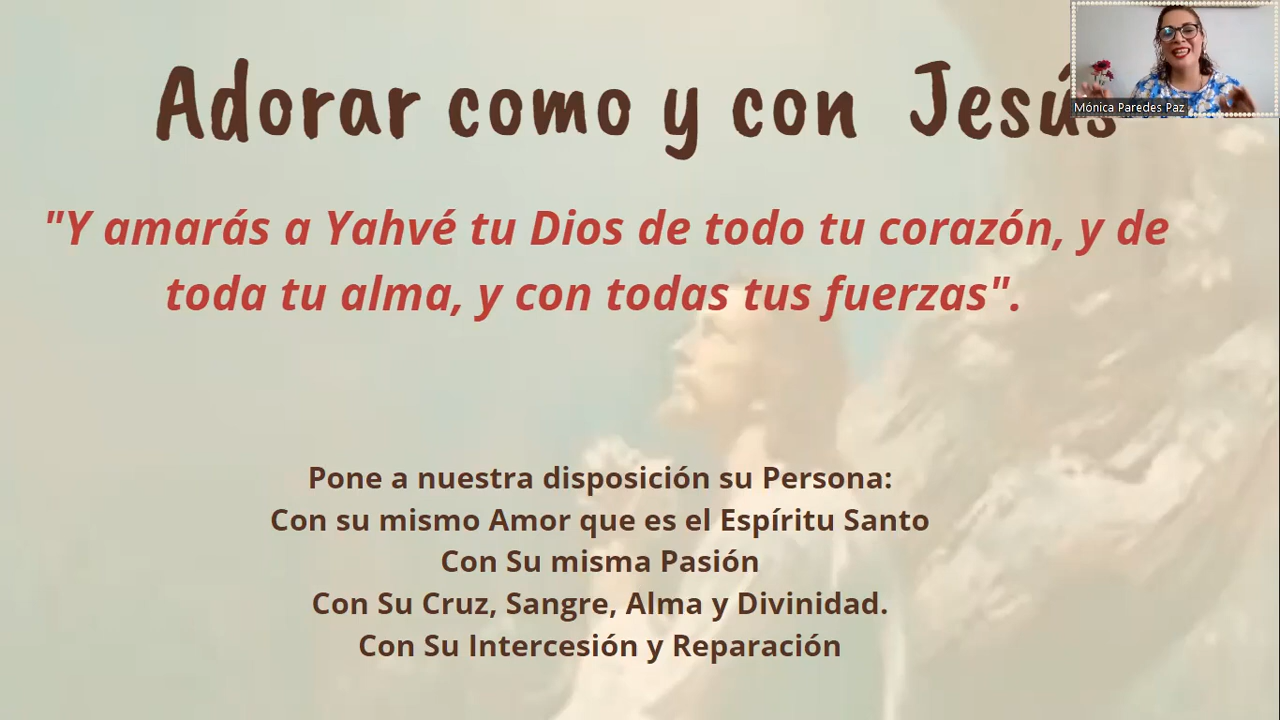 Adorar como y con Jesús
Mónica Paredes Paz
"Y amarás a Yahvé tu Dios de todo tu corazón, y de
toda tu alma, y con todas tus fuerzas".
Pone a nuestra disposición su Persona:
Con su mismo Amor que es el Espíritu Santo
Con Su misma Pasión
Con Su Cruz, Sangre, Alma y Divinidad.
Con Su Intercesión y Reparación